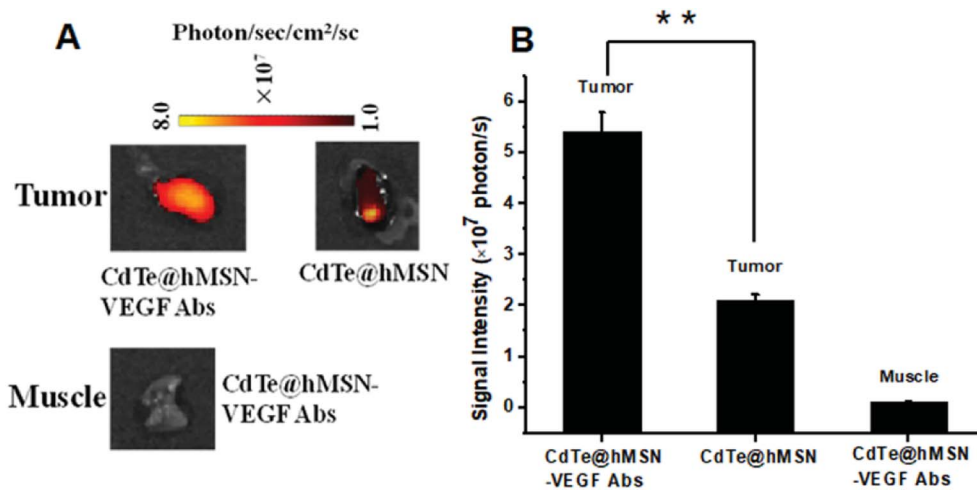 A
Photon/sec/cm²/sc
×10⁷
8.0
1.0
Tumor
CdTe@hMSN-
VEGF Abs
CdTe@hMSN
Muscle
CdTe@hMSN-
VEGF Abs
B
* *
Signal Intensity (×10⁷ photon/s)
6
5
4
3
2
1
0
Tumor
Tumor
Muscle
CdTe@hMSN
-VEGF Abs
CdTe@hMSN
CdTe@hMSN
-VEGF Abs